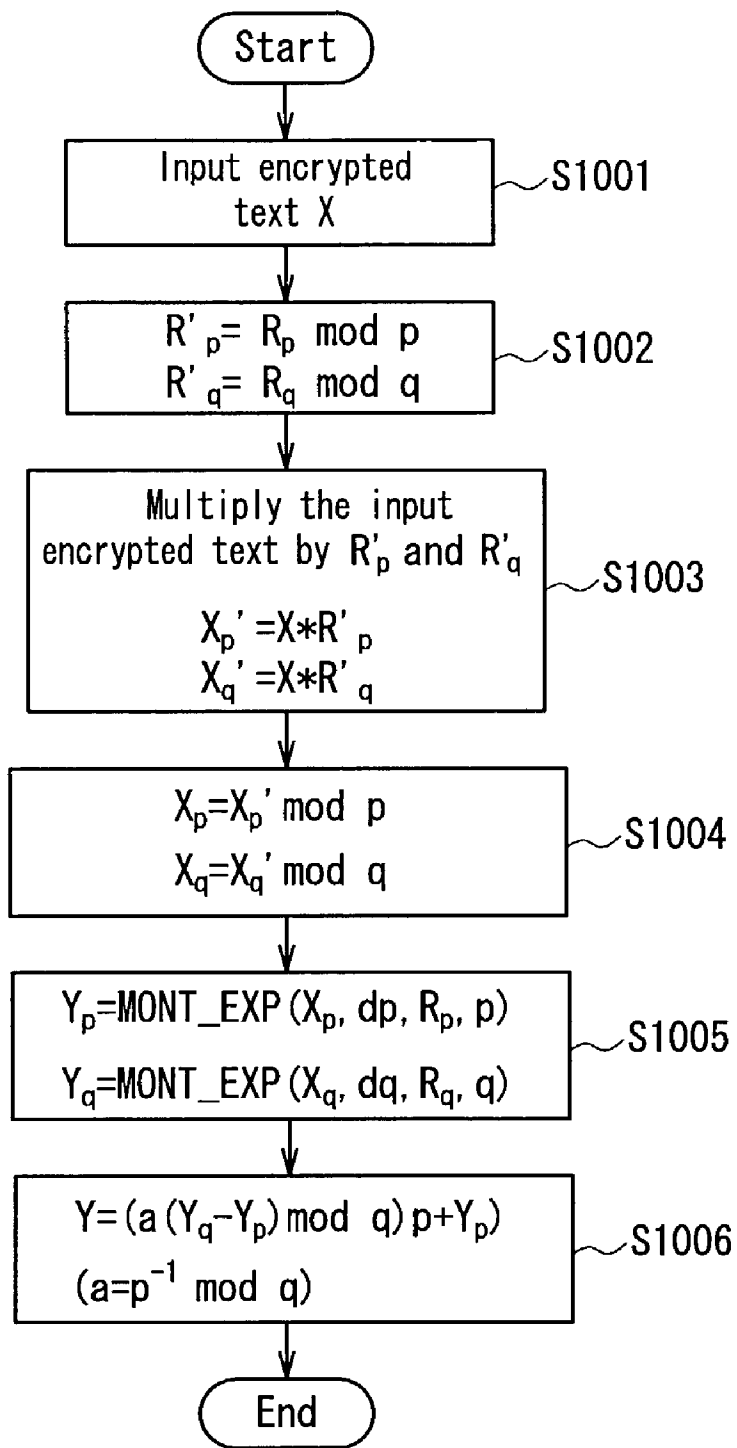 Start
Input encrypted
text X
S1001
R'p= Rp mod p
R'q= Rq mod q
S1002
Multiply the input
encrypted text by R'p and R'q
Xp'=X*R'p
Xq'=X*R'q
S1003
Xp=Xp' mod p
Xq=Xq' mod q
S1004
Yp=MONT_EXP(Xp, dp, Rp, p)
Yq=MONT_EXP(Xq, dq, Rq, q)
S1005
Y=(a(Yq-Yp)mod q)p+Yp)
(a=p⁻¹ mod q)
S1006
End